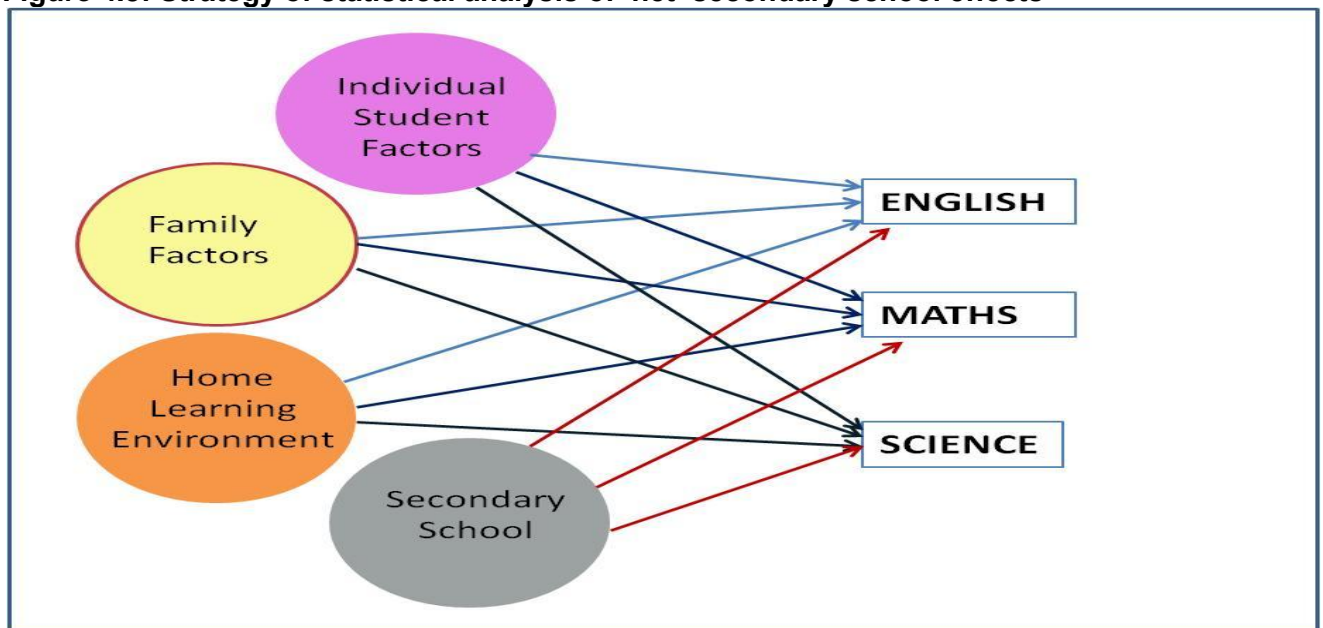 Individual
Student
Factors
Family
Factors
Home
Learning
Environment
Secondary
School
ENGLISH
MATHS
SCIENCE